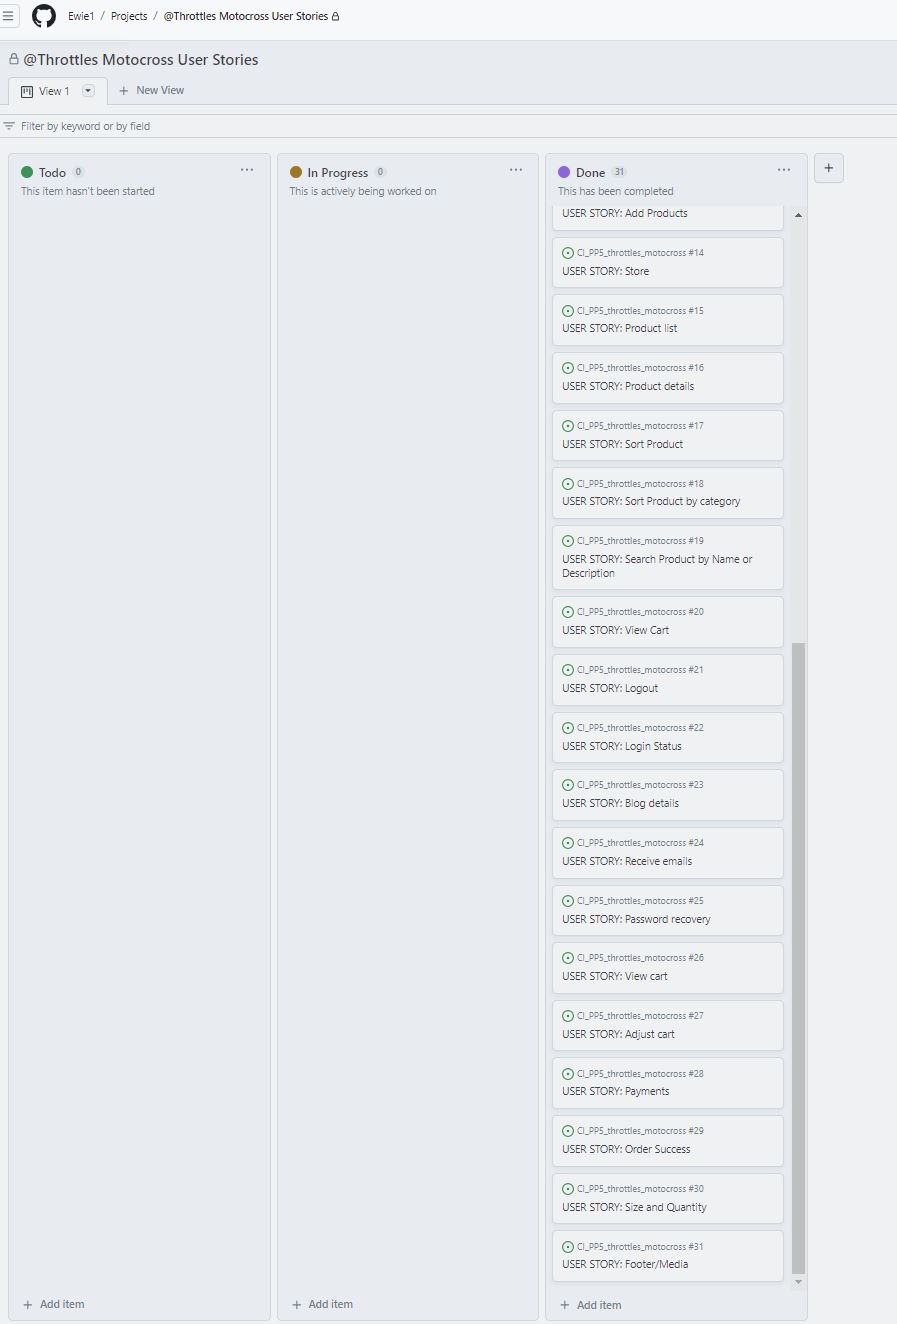 Ewie1 / Projects / @Throttles Motocross User Stories
@Throttles Motocross User Stories
View 1
+ New View
Filter by keyword or by field
Todo 0
This item hasn't been started
+ Add item
In Progress 0
This is actively being worked on
+ Add item
Done 31
This has been completed
USER STORY: Add Products
CI_PP5_throttles_motocross #14
USER STORY: Store
CI_PP5_throttles_motocross #15
USER STORY: Product list
CI_PP5_throttles_motocross #16
USER STORY: Product details
CI_PP5_throttles_motocross #17
USER STORY: Sort Product
CI_PP5_throttles_motocross #18
USER STORY: Sort Product by category
CI_PP5_throttles_motocross #19
USER STORY: Search Product by Name or
Description
CI_PP5_throttles_motocross #20
USER STORY: View Cart
CI_PP5_throttles_motocross #21
USER STORY: Logout
CI_PP5_throttles_motocross #22
USER STORY: Login Status
CI_PP5_throttles_motocross #23
USER STORY: Blog details
CI_PP5_throttles_motocross #24
USER STORY: Receive emails
CI_PP5_throttles_motocross #25
USER STORY: Password recovery
CI_PP5_throttles_motocross #26
USER STORY: View cart
CI_PP5_throttles_motocross #27
USER STORY: Adjust cart
CI_PP5_throttles_motocross #28
USER STORY: Payments
CI_PP5_throttles_motocross #29
USER STORY: Order Success
CI_PP5_throttles_motocross #30
USER STORY: Size and Quantity
CI_PP5_throttles_motocross #31
USER STORY: Footer/Media
+ Add item